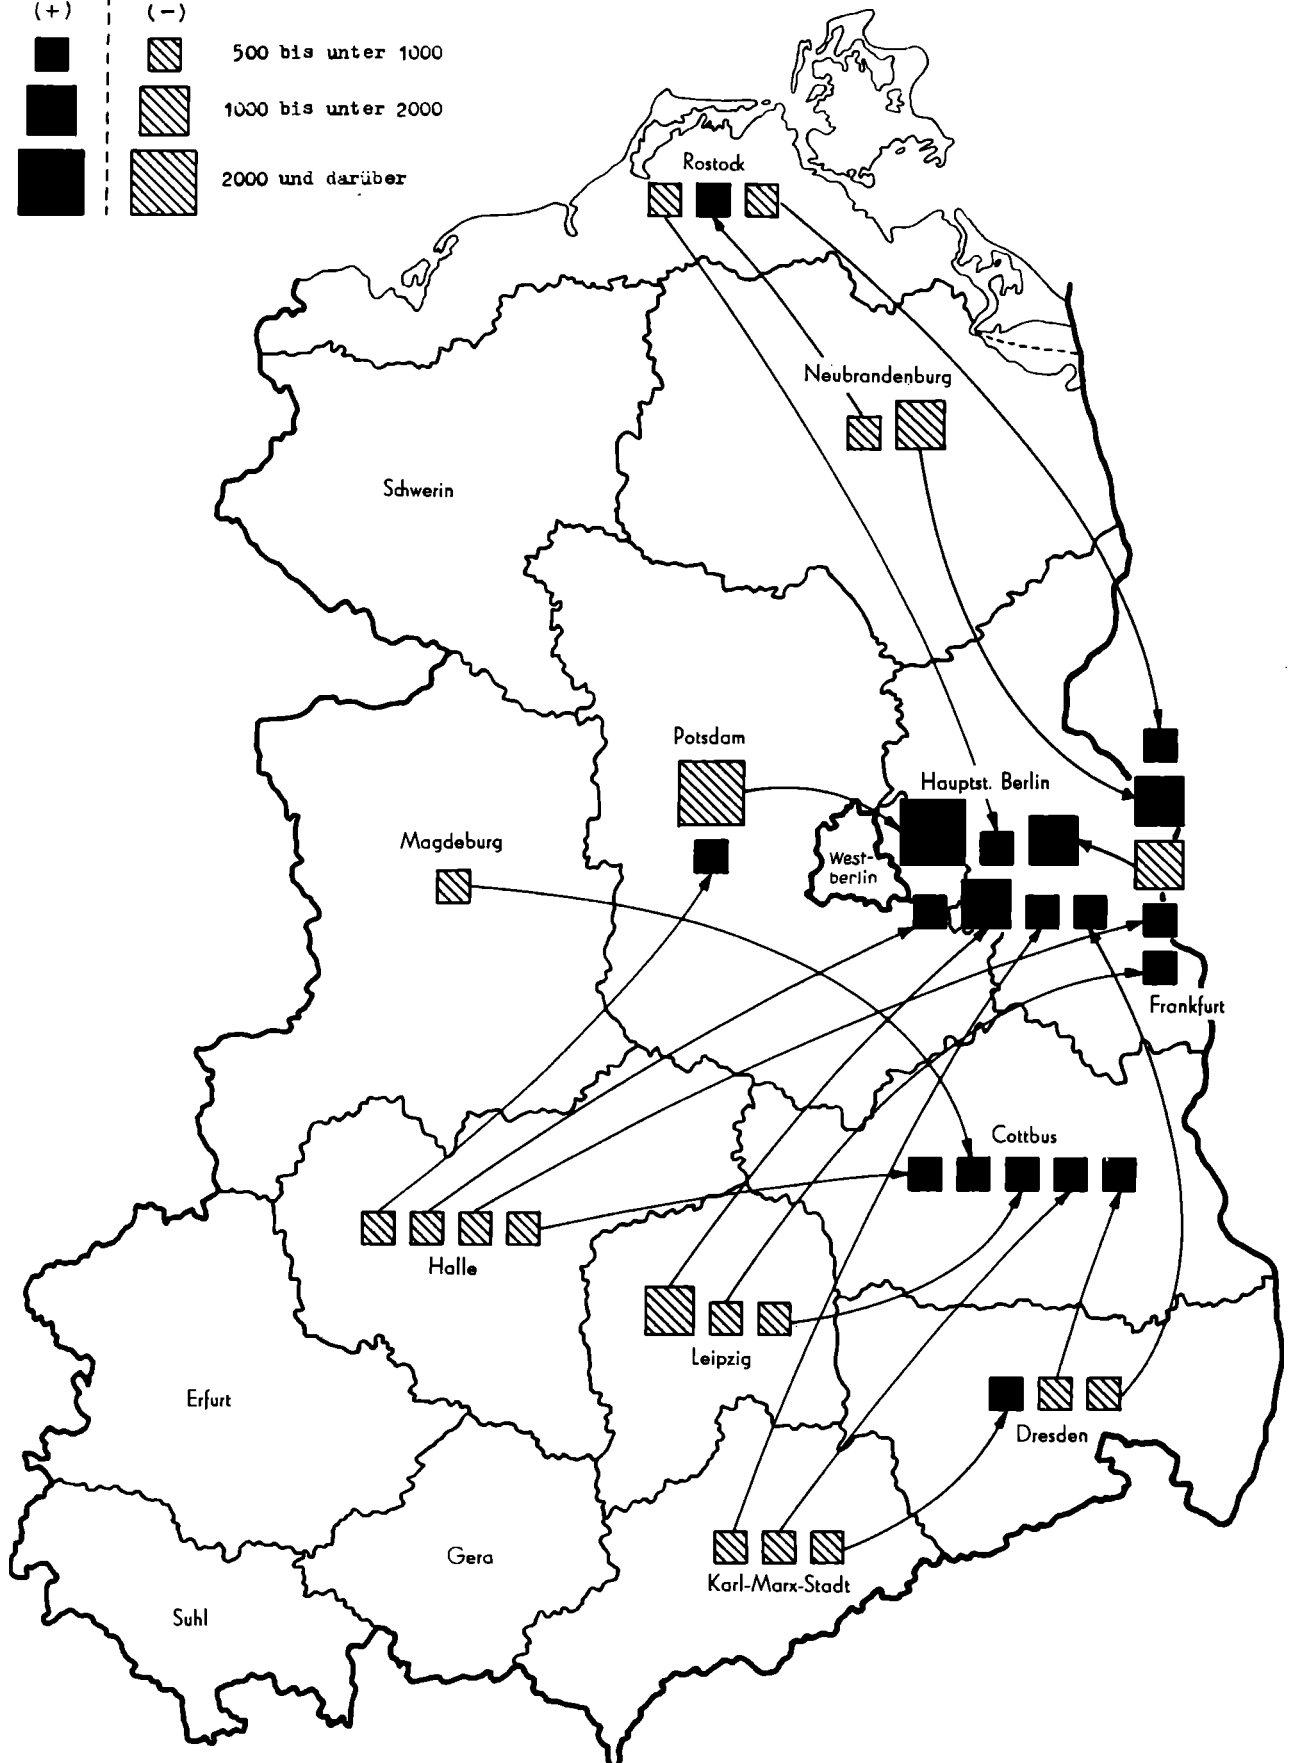 (+) (-)
500 bis unter 1000
1000 bis unter 2000
2000 und darüber
Rostock
Neubrandenburg
Schwerin
Potsdam
Hauptst. Berlin
Magdeburg
West-
berlin
Frankfurt
Cottbus
Halle
Leipzig
Erfurt
Dresden
Gera
Karl-Marx-Stadt
Suhl